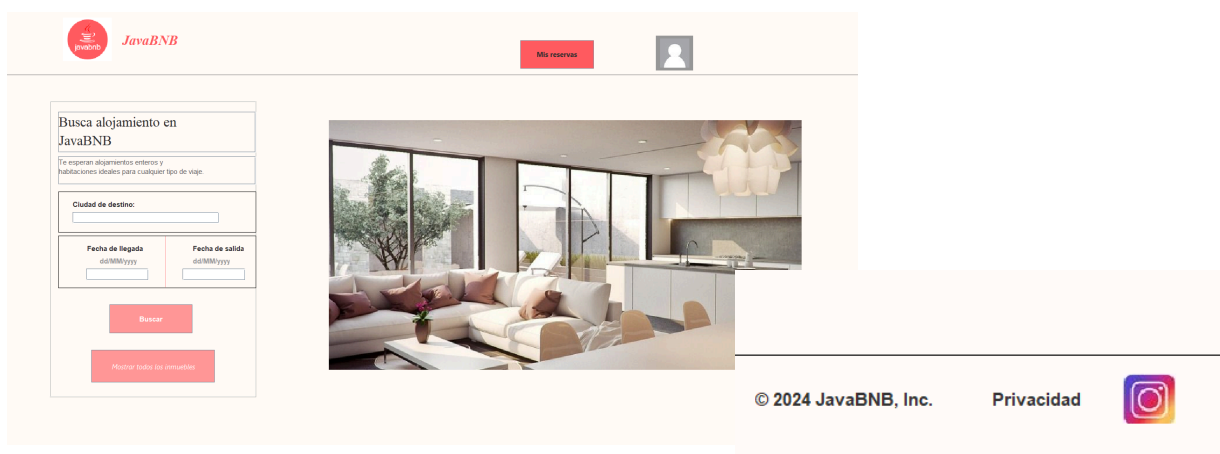 javabnb
JavaBNB
Mis reservas
Busca alojamiento en
JavaBNB
Te esperan alojamientos enteros y
habitaciones ideales para cualquier tipo de viaje.
Ciudad de destino:
Fecha de llegada
Fecha de salida
dd/MM/yyyy
dd/MM/yyyy
Buscar
Mostrar todos los inmuebles
© 2024 JavaBNB, Inc.
Privacidad